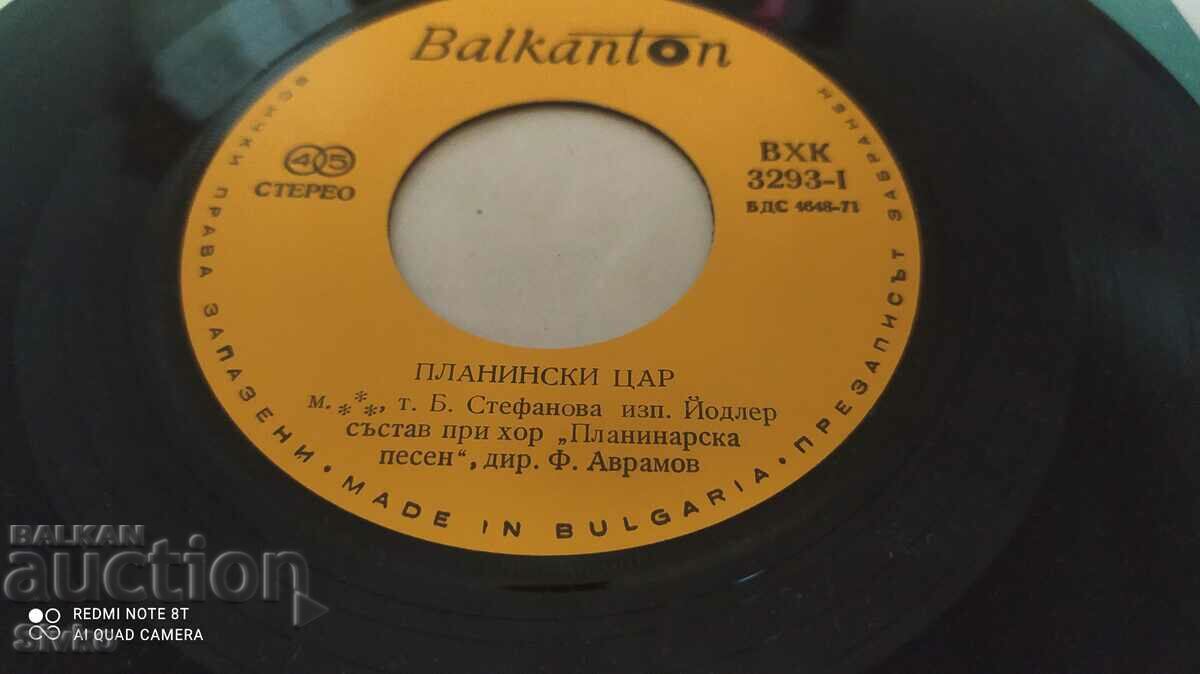 Balkanton
45
СТЕРЕО
ВХК
3293-I
БДС 4648-71
ПЛАНИНСКИ ЦАР
м. ***, т. Б. Стефанова изп. Йодлер
състав при хор „Планинарска
песен“, дир. Ф. Аврамов
ВСИЧКИ ПРАВА ЗАПАЗЕНИ • MADE IN BULGARIA • ПРЕЗАПИСЪТ ЗАБРАНЕН
BALKAN
auction
REDMI NOTE 8T
AI QUAD CAMERA
Sivko